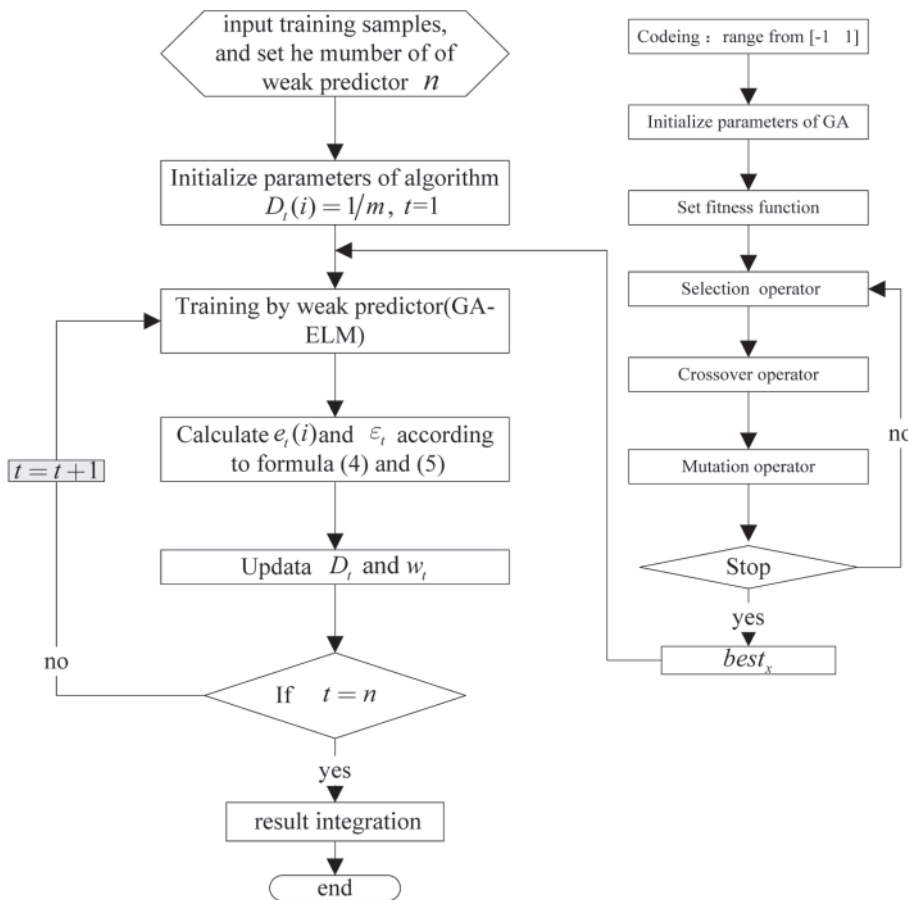 input training samples,
and set he mumber of of
weak predictor n
Initialize parameters of algorithm
D_t(i) = 1/m, t=1
Training by weak predictor(GA-
ELM)
Calculate e_t(i) and ε_t according
to formula (4) and (5)
t = t + 1
Updata D_t and w_t
no
If t = n
yes
result integration
end
Codeing : range from [-1 1]
Initialize parameters of GA
Set fitness function
Selection operator
Crossover operator
no
Mutation operator
Stop
yes
best_x